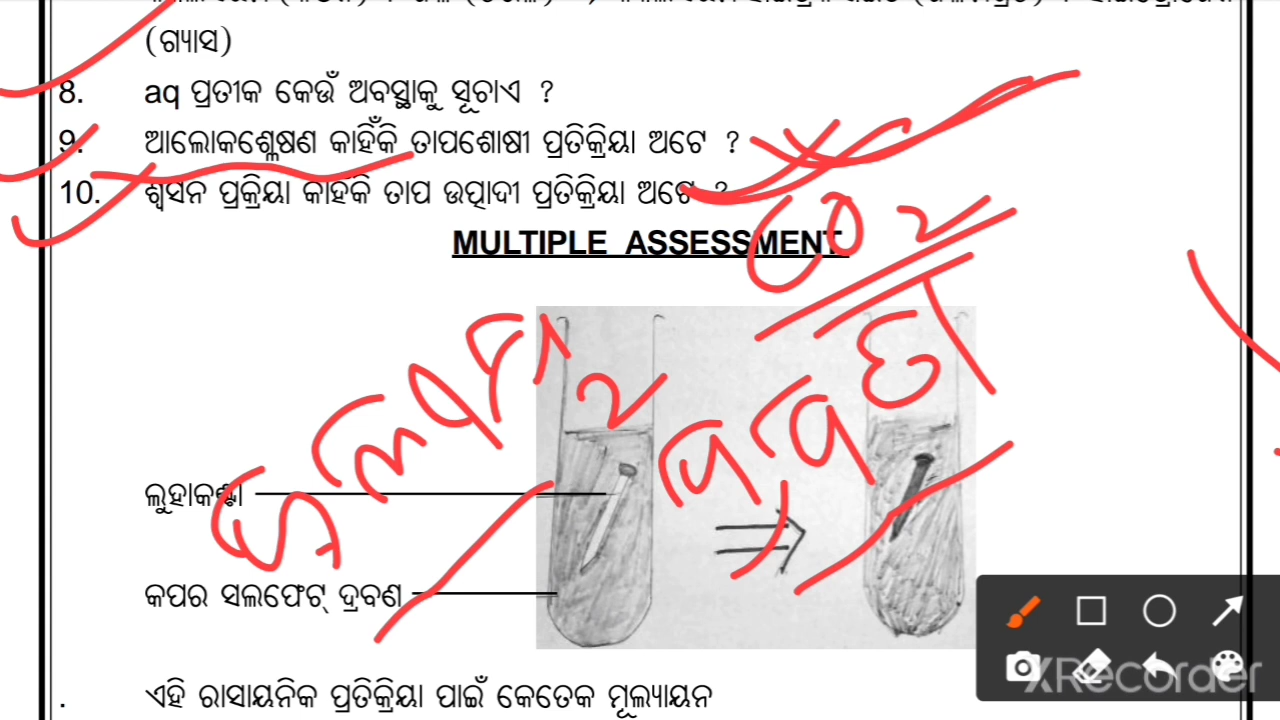 (ଗ୍ୟାସ)
8. aq ପ୍ରତୀକ କେଉଁ ଅବସ୍ଥାକୁ ସୂଚାଏ ?
9. ଆଲୋକଶ୍ଳେଷଣ କାହିଁକି ତାପଶୋଷୀ ପ୍ରତିକ୍ରିୟା ଅଟେ ?
10. ଶ୍ୱସନ ପ୍ରକ୍ରିୟା କାହିଁକି ତାପ ଉତ୍ପାଦୀ ପ୍ରତିକ୍ରିୟା ଅଟେ ?
CO2
MULTIPLE ASSESSMENT
ଲୁହାକଣ୍ଟା
କପର ସଲଫେଟ୍ ଦ୍ରବଣ
. ଏହି ରାସାୟନିକ ପ୍ରତିକ୍ରିୟା ପାଇଁ କେତେକ ମୂଲ୍ୟାୟନ
XRecorder